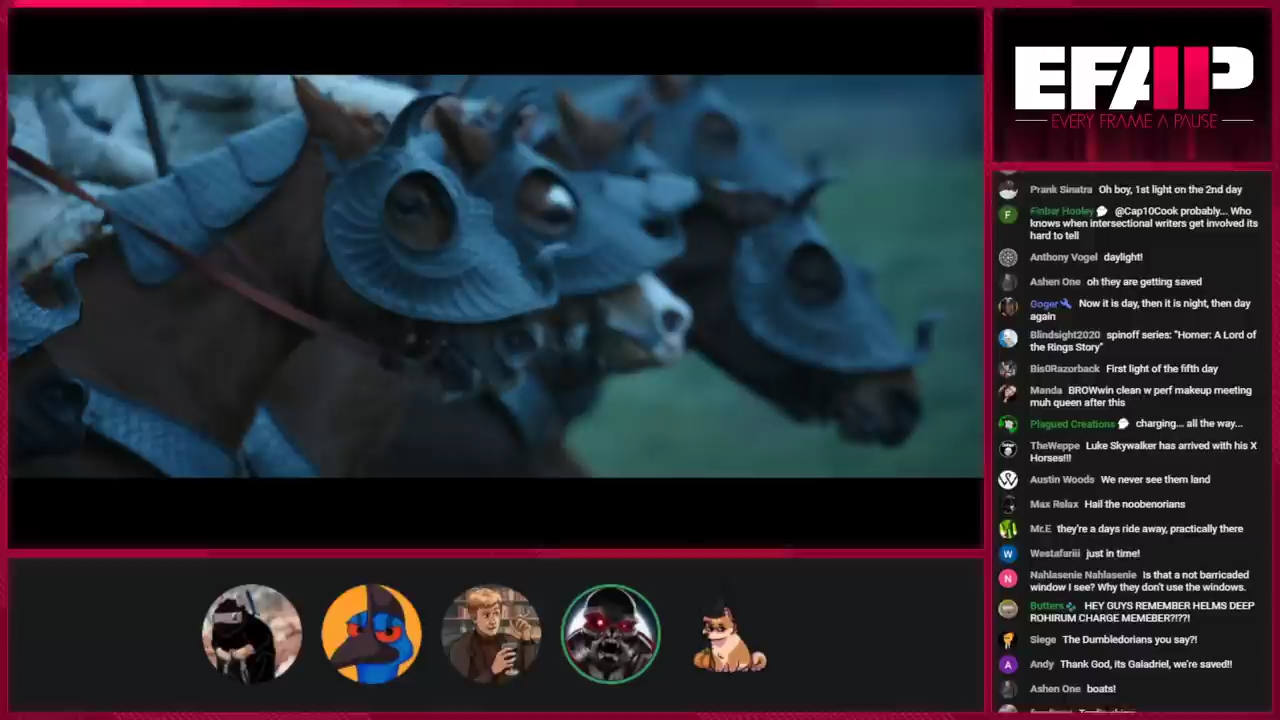 EFAP
EVERY FRAME A PAUSE
Prank Sinatra Oh boy, 1st light on the 2nd day
Finbar Hooley @Cap10Cook probably... Who
knows when intersectional writers get involved its
hard to tell
Anthony Vogel daylight!
Ashen One oh they are getting saved
Goger Now it is day, then it is night, then day
again
Blindsight2020 spinoff series: "Homer: A Lord of
the Rings Story"
Bis0Razorback First light of the fifth day
Manda BROWwin clean w perf makeup meeting
muh queen after this
Plagued Creations charging... all the way...
TheWeppe Luke Skywalker has arrived with his X
Horses!!!
Austin Woods We never see them land
Max Relax Hail the noobenorians
Mr.E they're a days ride away, practically there
Westafariii just in time!
Nahlasenie Nahlasenie Is that a not barricaded
window I see? Why they don't use the windows.
Butters HEY GUYS REMEMBER HELMS DEEP
ROHIRUM CHARGE MEMEBER?!??!
Siege The Dumbledorians you say?!
Andy Thank God, its Galadriel, we're saved!!
Ashen One boats!